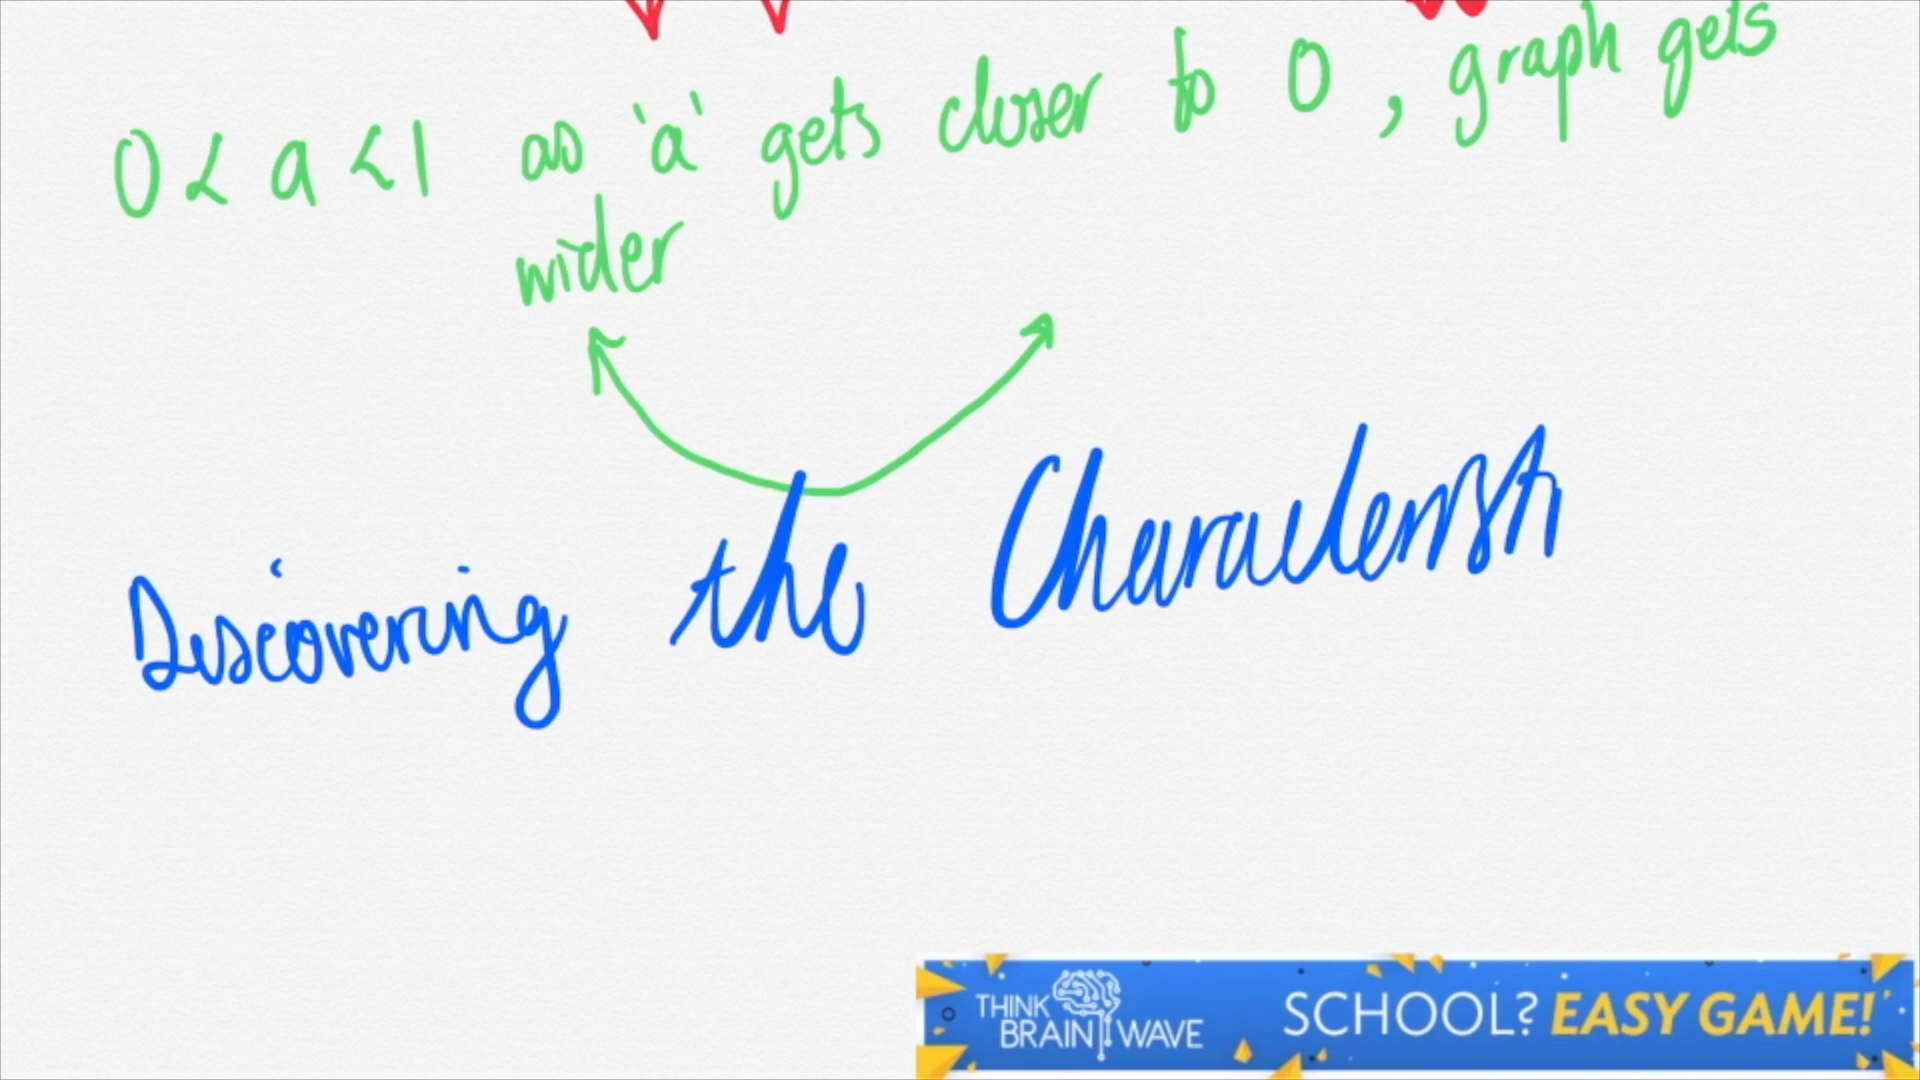 0 < a < 1 as 'a' gets closer to 0, graph gets
wider
Discovering the Characterist
THINK
BRAIN WAVE
SCHOOL? EASY GAME!